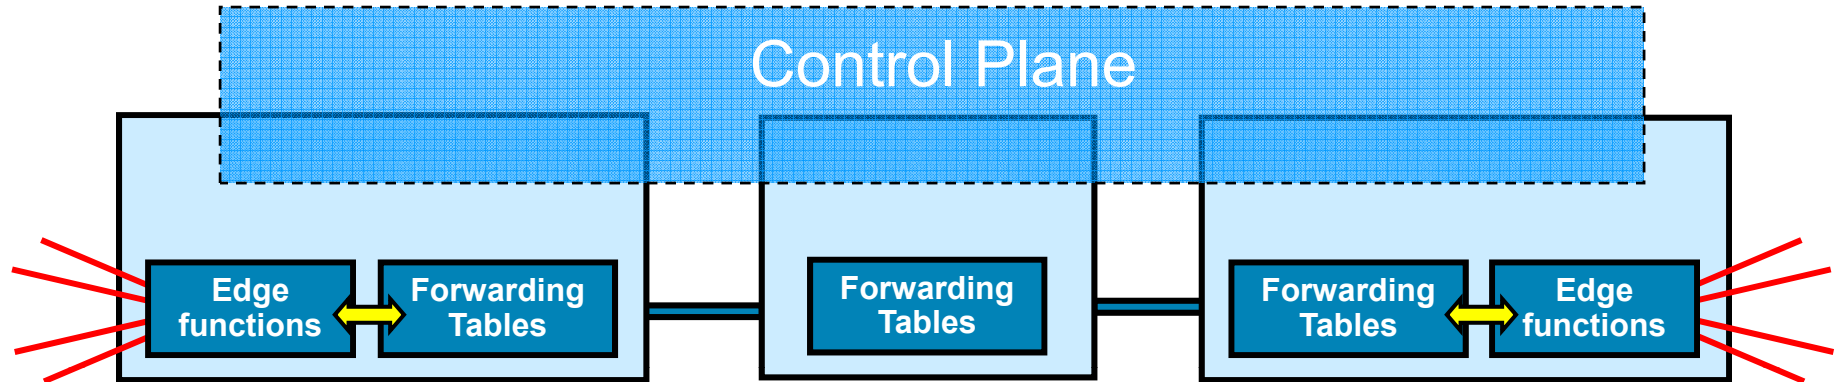 Control Plane
Edge
functions
Forwarding
Tables
Forwarding
Tables
Forwarding
Tables
Edge
functions